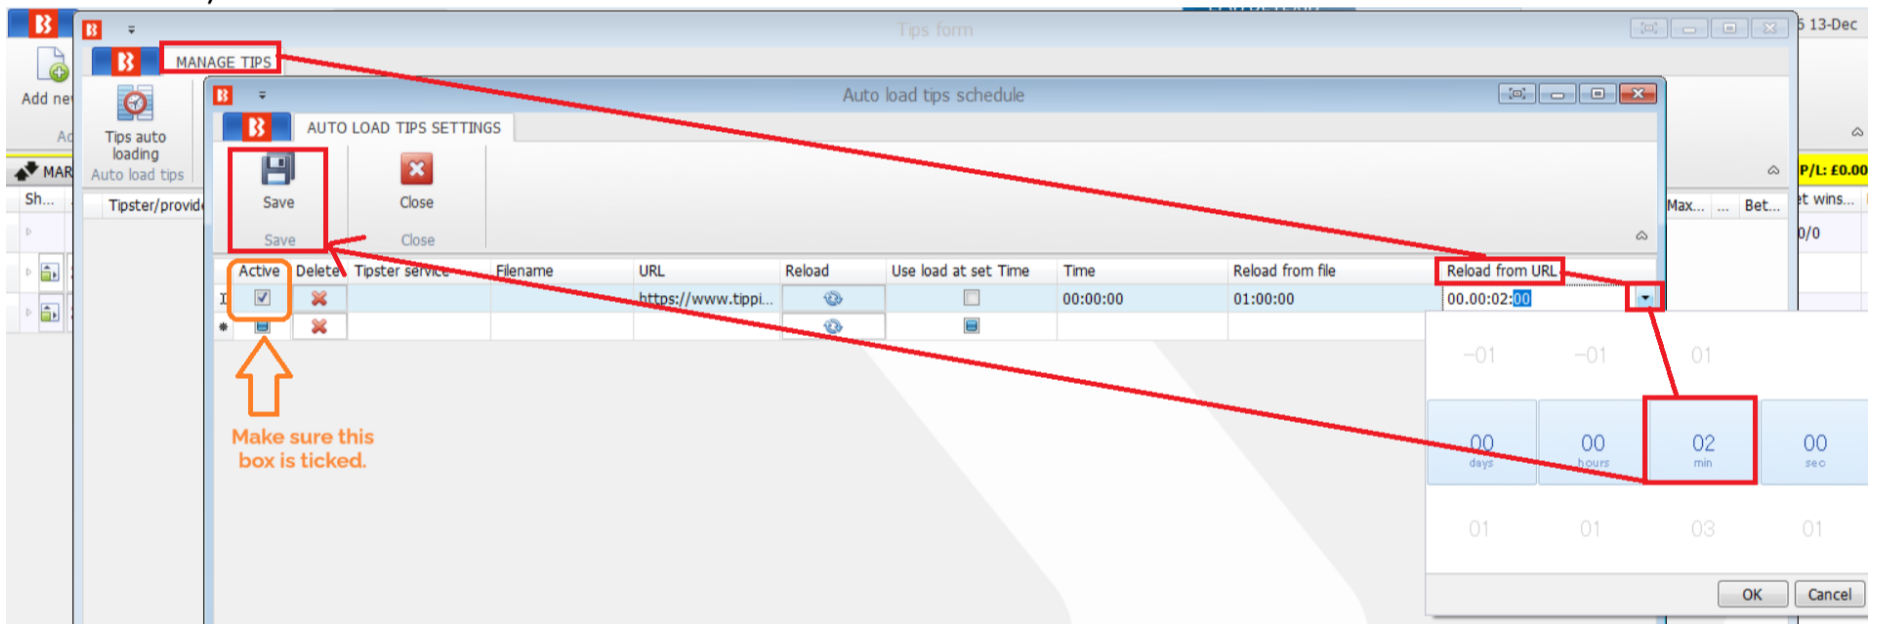 Tips form
5 13-Dec
MANAGE TIPS
Add new
Auto load tips schedule
AUTO LOAD TIPS SETTINGS
Tips auto
loading
Auto load tips
Save
Close
Save
Close
MAR
P/L: £0.00
Sh...
Tipster/provide
Max... ... Bet...
et wins...
0/0
Active Delete Tipster service Filename URL Reload Use load at set Time Time Reload from file Reload from URL
https://www.tippi... 00:00:00 01:00:00 00.00:02:00
-01 -01 01
00 00 02 00
days hours min sec
01 01 03 01
Make sure this
box is ticked.
OK Cancel